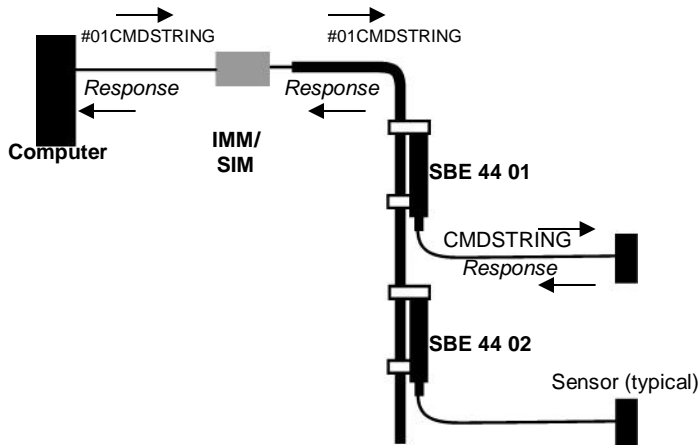 #01CMDSTRING
#01CMDSTRING
Response
Response
Computer
IMM/
SIM
SBE 44 01
CMDSTRING
Response
SBE 44 02
Sensor (typical)